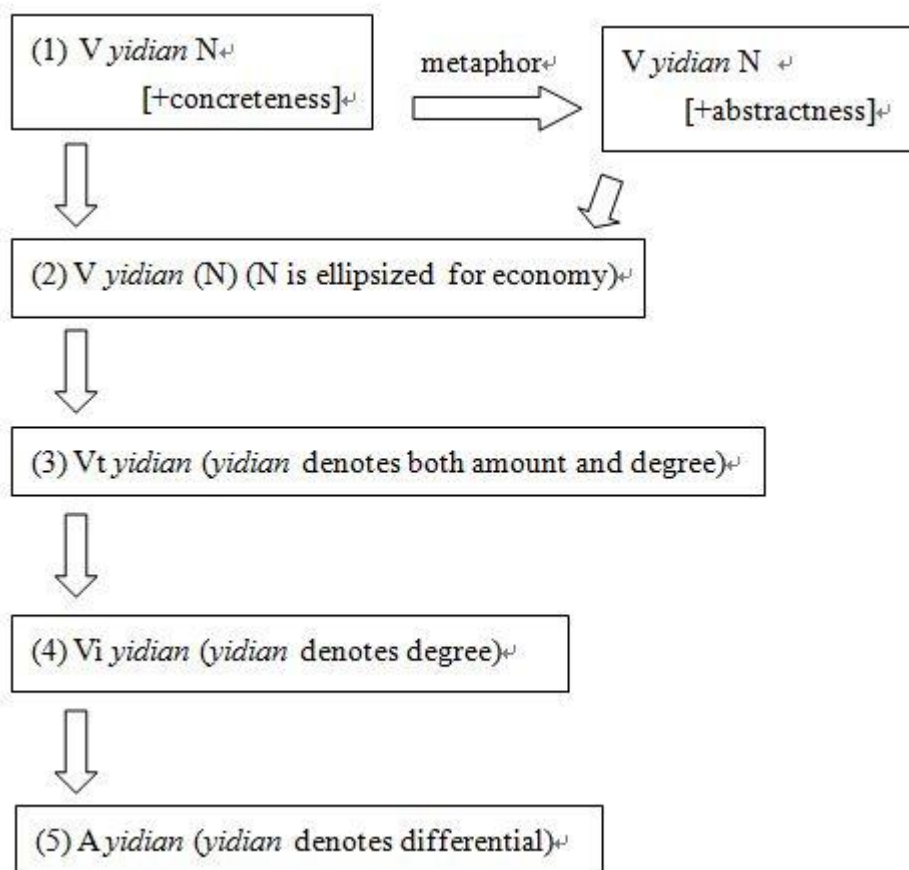 (1) V yidian N↵
[+concreteness]↵
metaphor↵
V yidian N ↵
[+abstractness]↵
(2) V yidian (N) (N is ellipsized for economy)↵
(3) Vt yidian (yidian denotes both amount and degree)↵
(4) Vi yidian (yidian denotes degree)↵
(5) A yidian (yidian denotes differential)↵